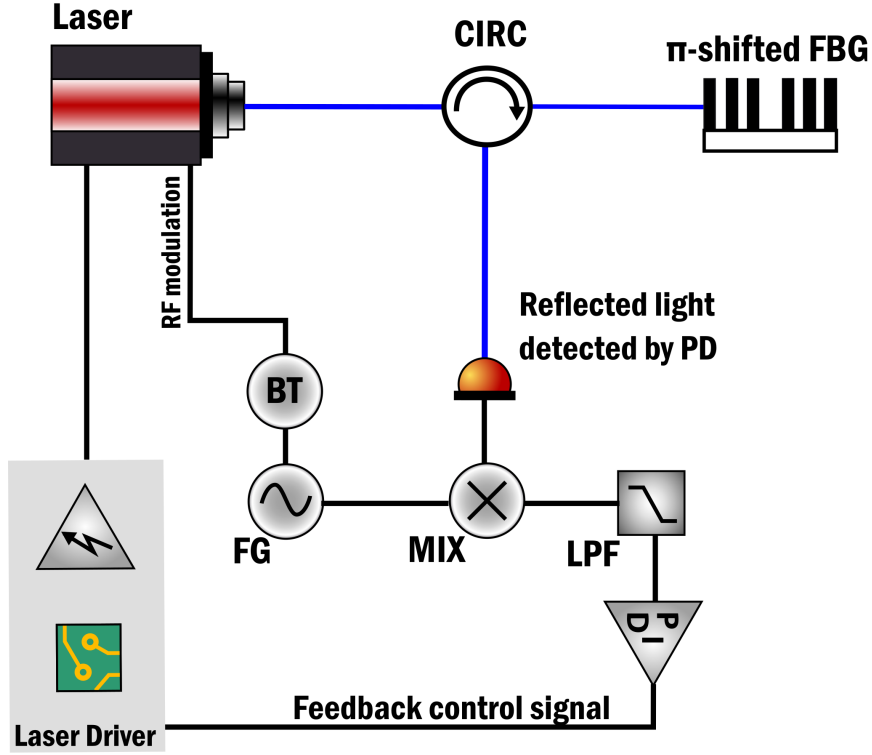 Laser
CIRC
π-shifted FBG
RF modulation
Reflected light
detected by PD
BT
FG
MIX
LPF
PI
D
Feedback control signal
Laser Driver